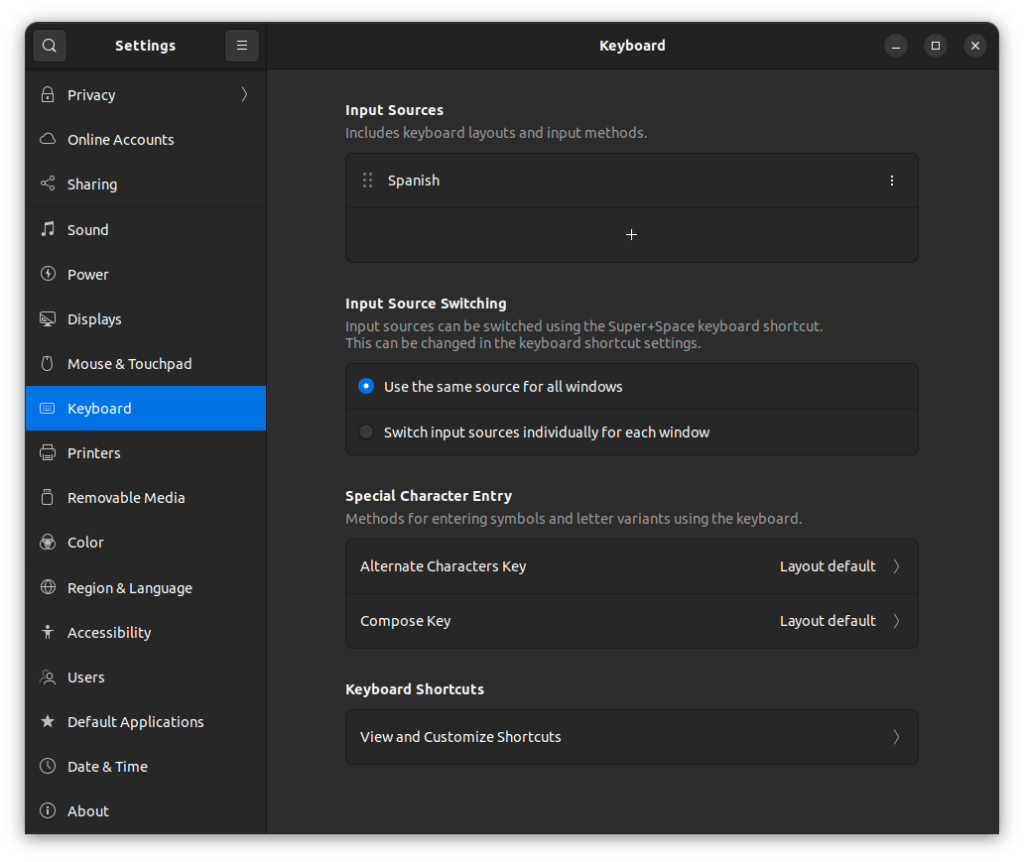 Settings
Keyboard
Privacy
Online Accounts
Sharing
Sound
Power
Displays
Mouse & Touchpad
Keyboard
Printers
Removable Media
Color
Region & Language
Accessibility
Users
Default Applications
Date & Time
About
Input Sources
Includes keyboard layouts and input methods.
Spanish
Input Source Switching
Input sources can be switched using the Super+Space keyboard shortcut.
This can be changed in the keyboard shortcut settings.
Use the same source for all windows
Switch input sources individually for each window
Special Character Entry
Methods for entering symbols and letter variants using the keyboard.
Alternate Characters Key Layout default
Compose Key Layout default
Keyboard Shortcuts
View and Customize Shortcuts